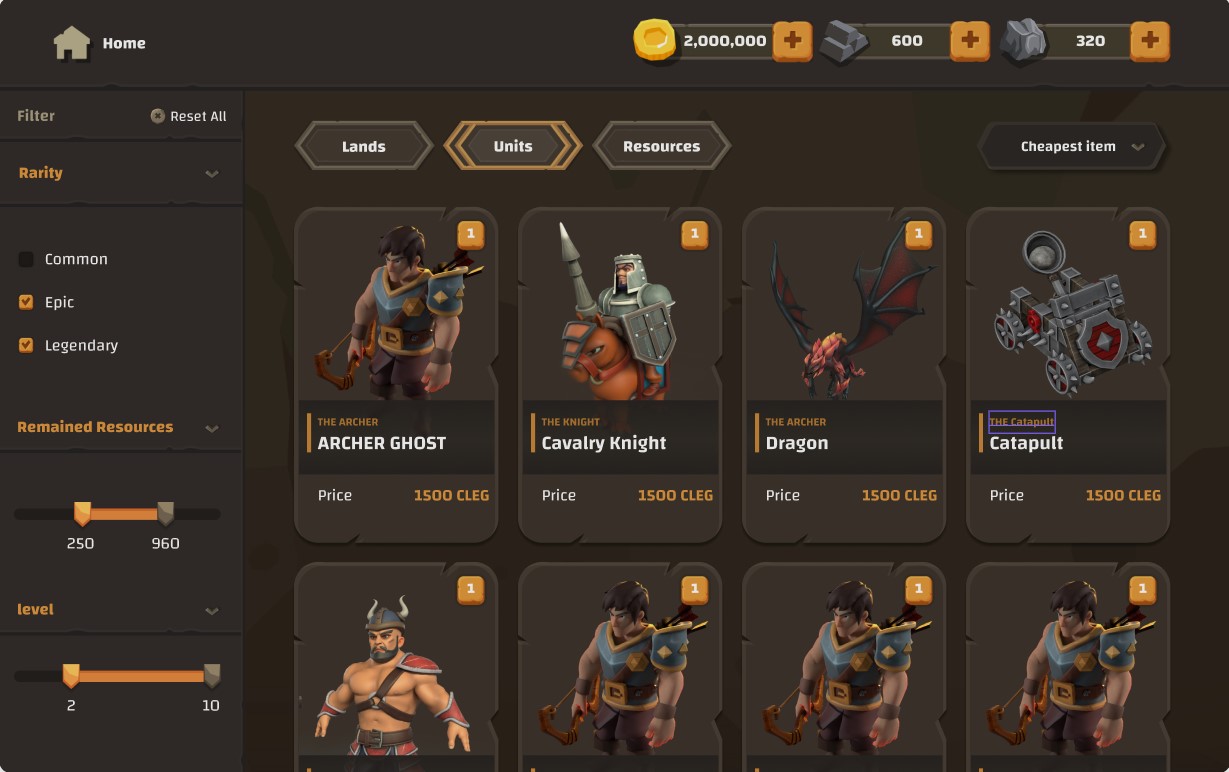 Home
2,000,000
600
320
Filter
Reset All
Rarity
Common
Epic
Legendary
Remained Resources
250
960
level
2
10
Lands
Units
Resources
Cheapest item
1
THE ARCHER
ARCHER GHOST
Price 1500 CLEG
1
THE KNIGHT
Cavalry Knight
Price 1500 CLEG
1
THE ARCHER
Dragon
Price 1500 CLEG
1
THE Catapult
Catapult
Price 1500 CLEG
1
1
1
1